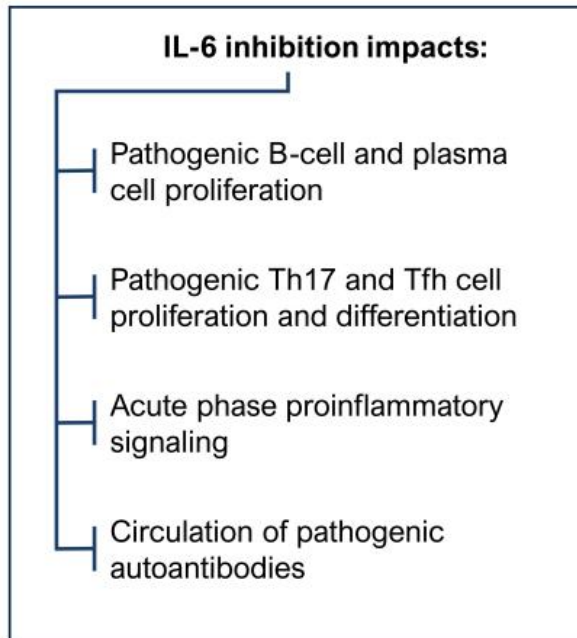 IL-6 inhibition impacts:
Pathogenic B-cell and plasma
cell proliferation
Pathogenic Th17 and Tfh cell
proliferation and differentiation
Acute phase proinflammatory
signaling
Circulation of pathogenic
autoantibodies